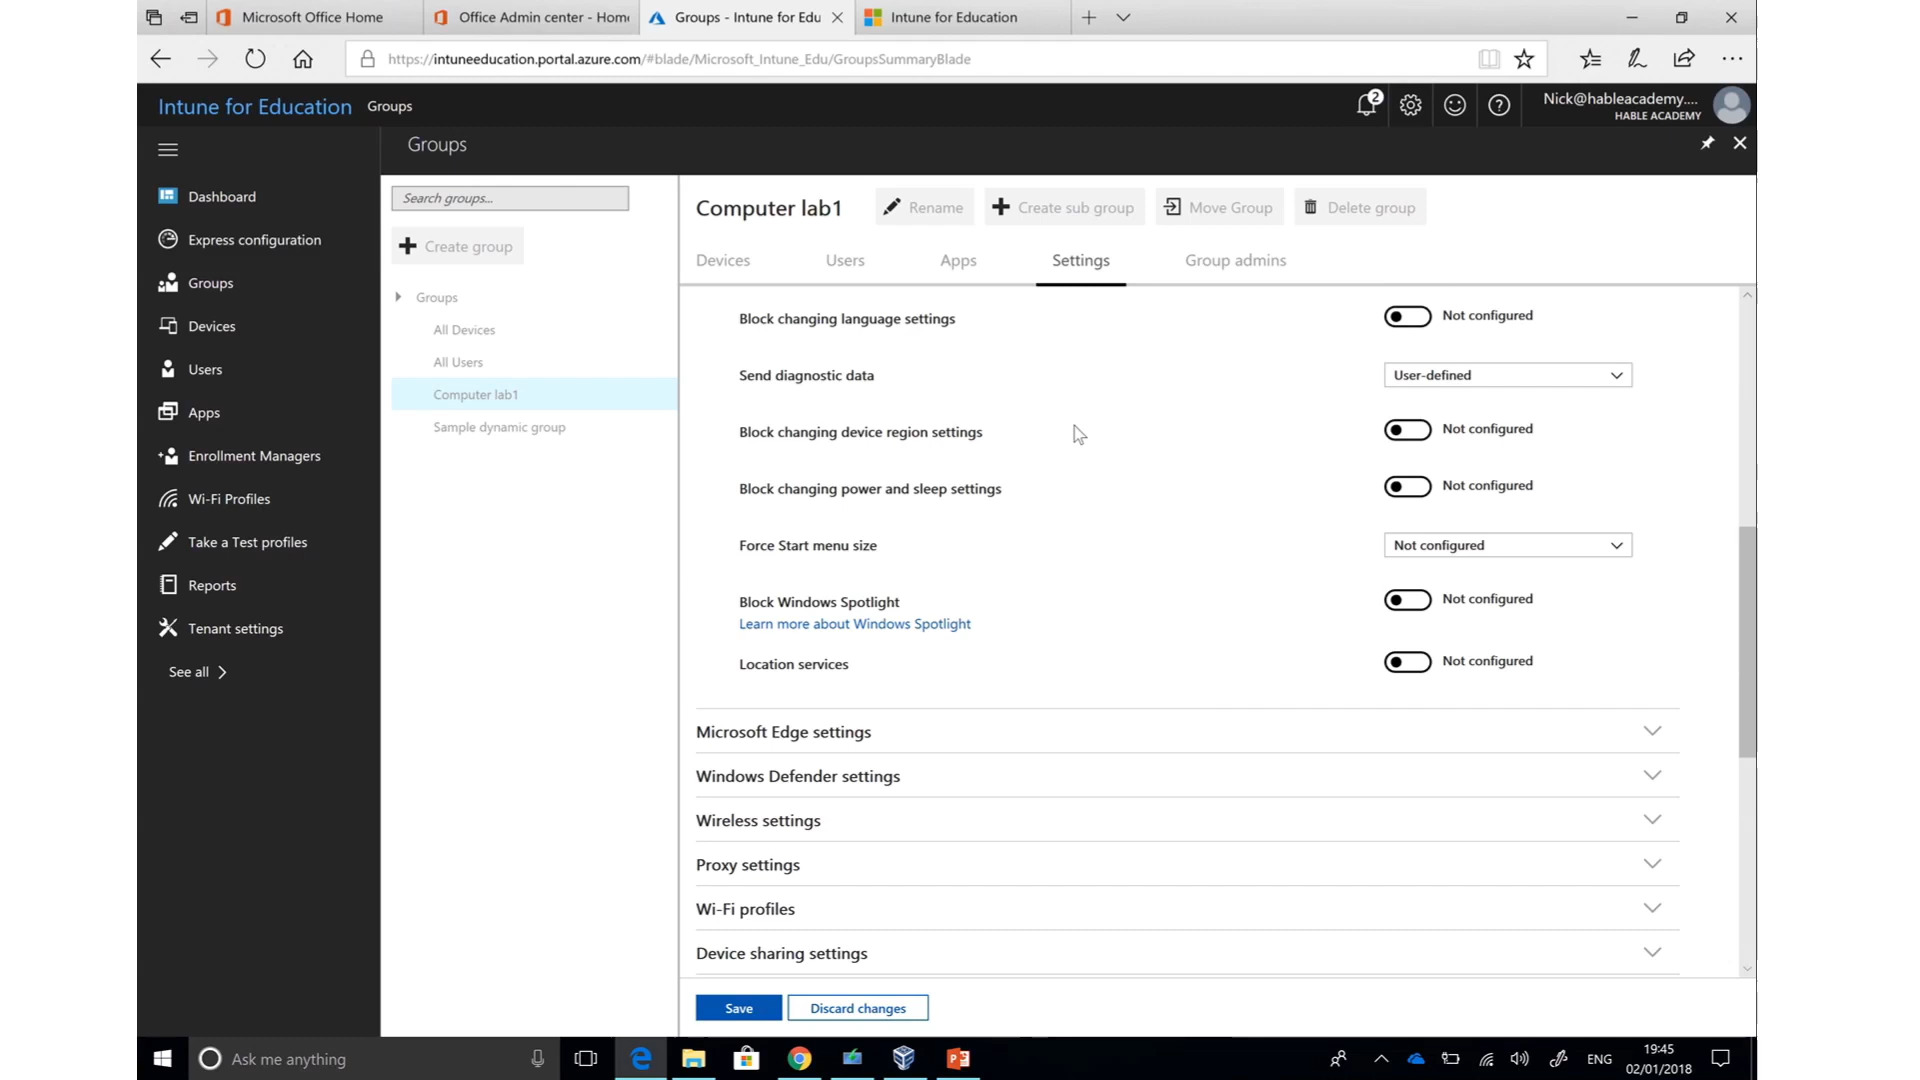 Microsoft Office Home
Office Admin center - Hom
Groups - Intune for Edu
Intune for Education
https://intuneeducation.portal.azure.com/#blade/Microsoft_Intune_Edu/GroupsSummaryBlade
Intune for Education
Groups
2
Nick@hableacademy....
HABLE ACADEMY
Groups
Dashboard
Express configuration
Groups
Devices
Users
Apps
Enrollment Managers
Wi-Fi Profiles
Take a Test profiles
Reports
Tenant settings
See all
Search groups...
Create group
Groups
All Devices
All Users
Computer lab1
Sample dynamic group
Computer lab1
Rename
Create sub group
Move Group
Delete group
Devices
Users
Apps
Settings
Group admins
Block changing language settings
Not configured
Send diagnostic data
User-defined
Block changing device region settings
Not configured
Block changing power and sleep settings
Not configured
Force Start menu size
Not configured
Block Windows Spotlight
Not configured
Learn more about Windows Spotlight
Location services
Not configured
Microsoft Edge settings
Windows Defender settings
Wireless settings
Proxy settings
Wi-Fi profiles
Device sharing settings
Save
Discard changes
Ask me anything
ENG
19:45
02/01/2018